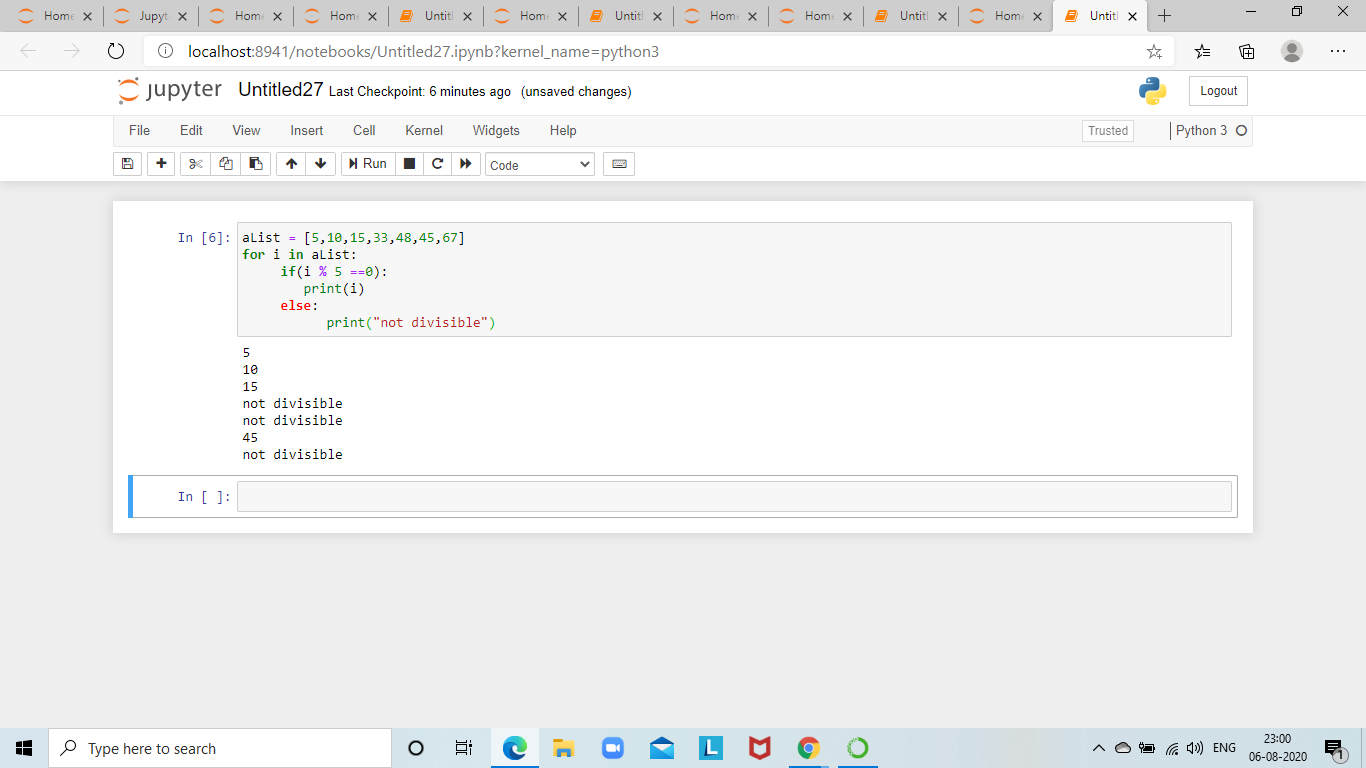 Home Jupyt Home Home Untitl Home Untitl Home Home Untitl Home Untitl
localhost:8941/notebooks/Untitled27.ipynb?kernel_name=python3
jupyter Untitled27 Last Checkpoint: 6 minutes ago (unsaved changes) Logout
File Edit View Insert Cell Kernel Widgets Help Trusted Python 3
Run Code
In [6]: aList = [5,10,15,33,48,45,67]
for i in aList:
if(i % 5 ==0):
print(i)
else:
print("not divisible")
5
10
15
not divisible
not divisible
45
not divisible
In [ ]:
Type here to search L ENG 23:00
06-08-2020 1